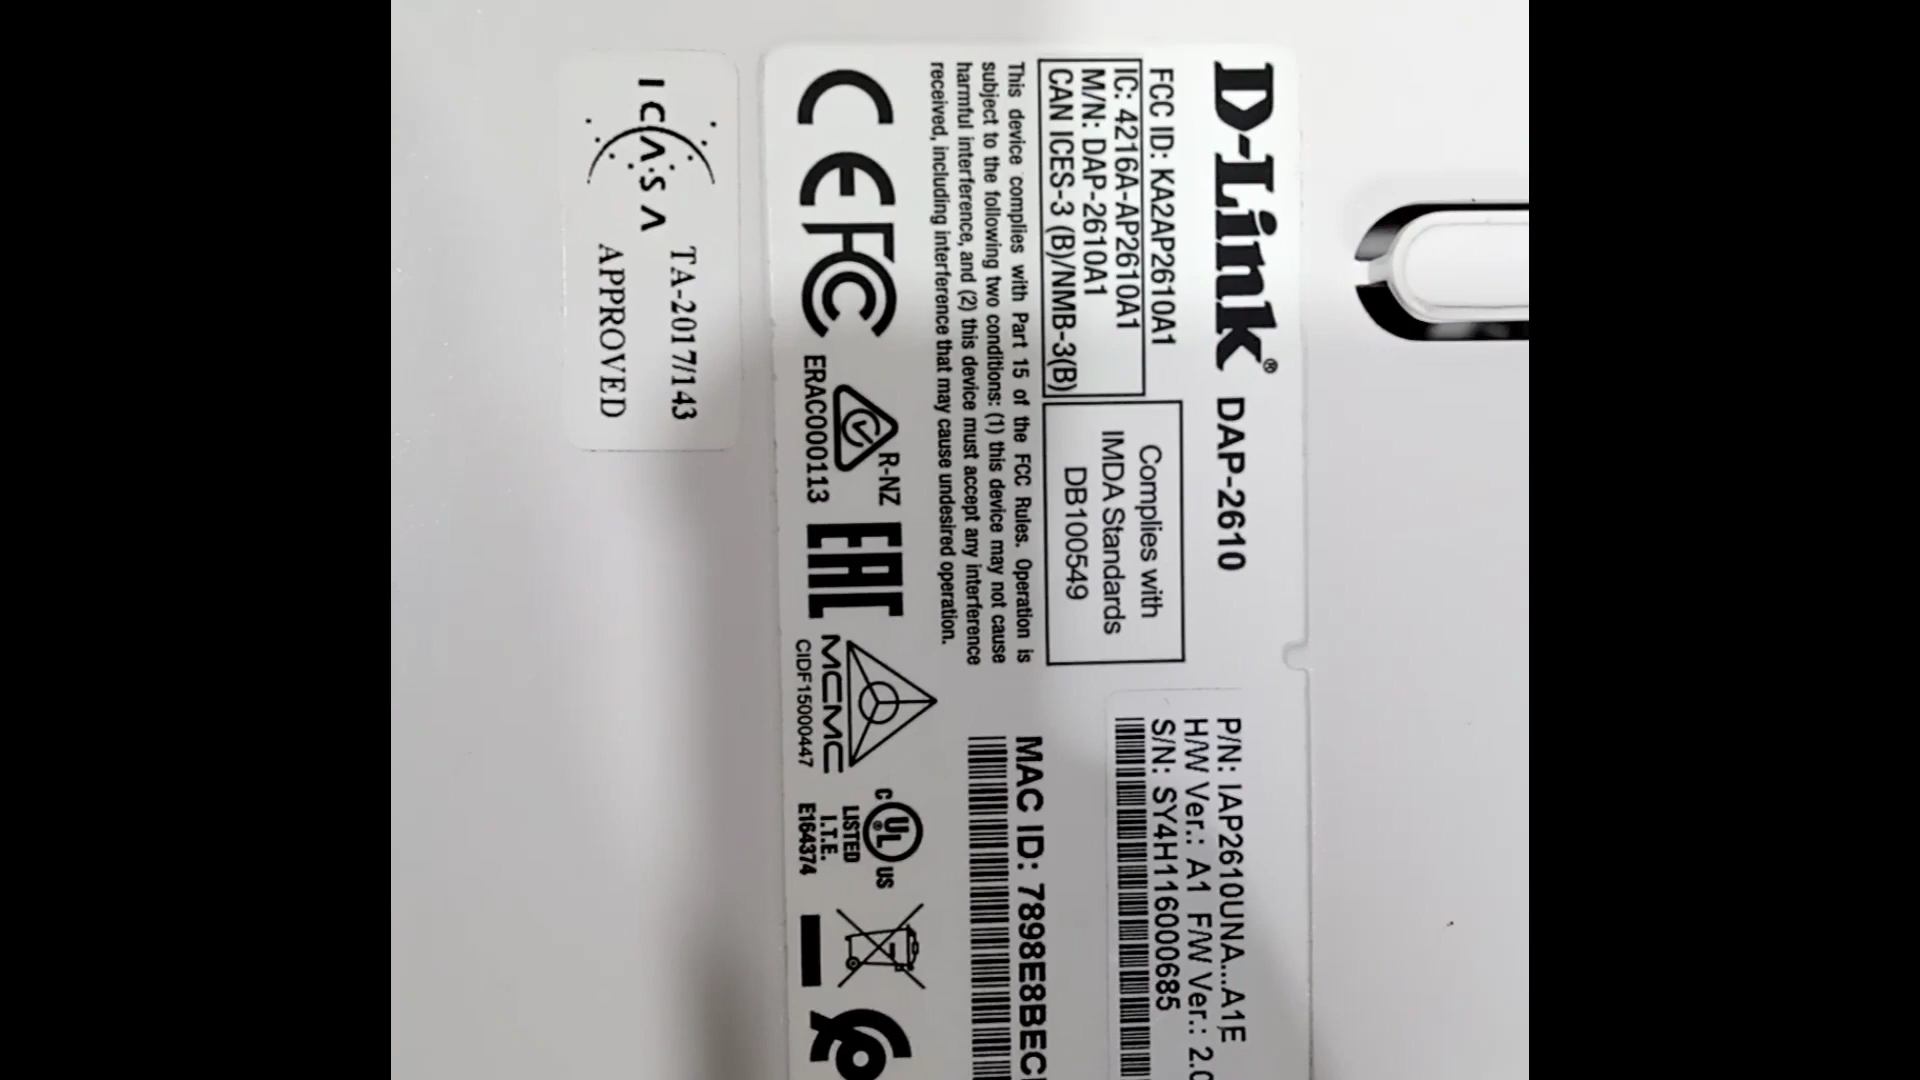 D-Link® DAP-2610
FCC ID: KA2AP2610A1
IC: 4216A-AP2610A1
M/N: DAP-2610A1
CAN ICES-3 (B)/NMB-3(B)
Complies with
IMDA Standards
DB100549
This device complies with Part 15 of the FCC Rules. Operation is
subject to the following two conditions: (1) this device may not cause
harmful interference, and (2) this device must accept any interference
received, including interference that may cause undesired operation.
CE FC
R-NZ
ERAC000113
EAC
MCMC
CIDF15000447
C UL® US
LISTED
I.T.E.
E164374
P/N: IAP2610UNA...A1E
H/W Ver.: A1 F/W Ver.: 2.0
S/N: SY4H116000685
MAC ID: 7898E8BEC
ICASA
TA-2017/143
APPROVED